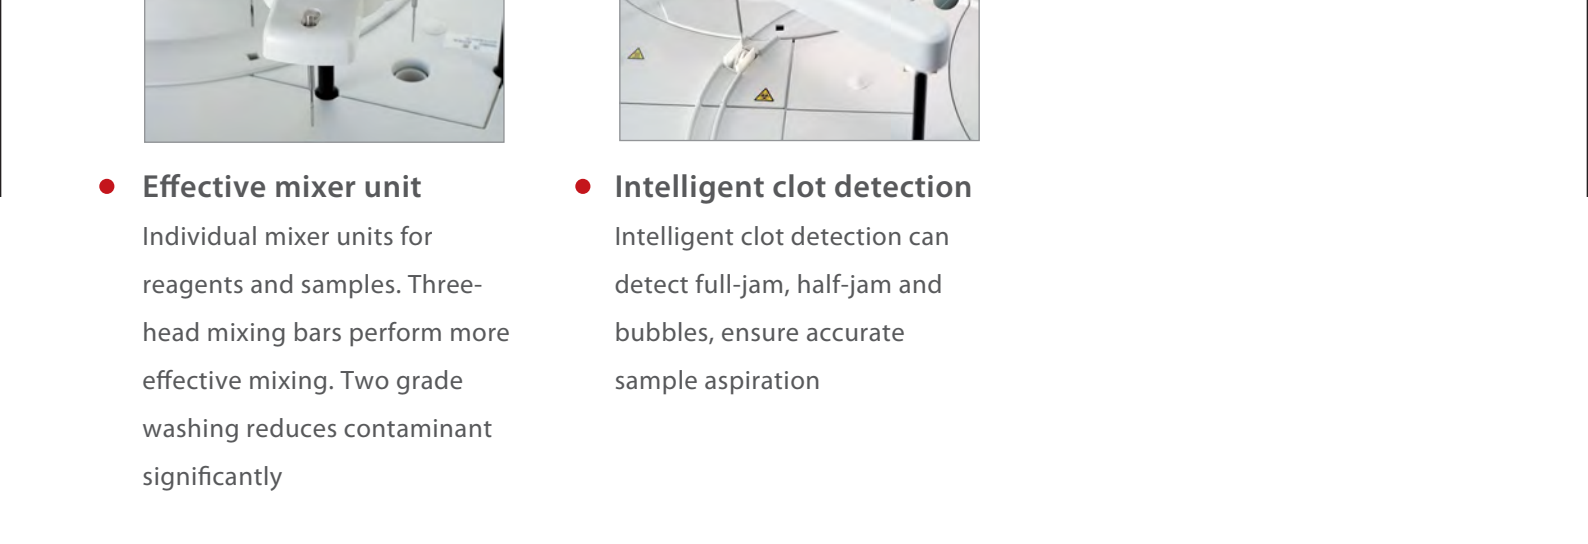 Effective mixer unit
Individual mixer units for
reagents and samples. Three-
head mixing bars perform more
effective mixing. Two grade
washing reduces contaminant
significantly
Intelligent clot detection
Intelligent clot detection can
detect full-jam, half-jam and
bubbles, ensure accurate
sample aspiration